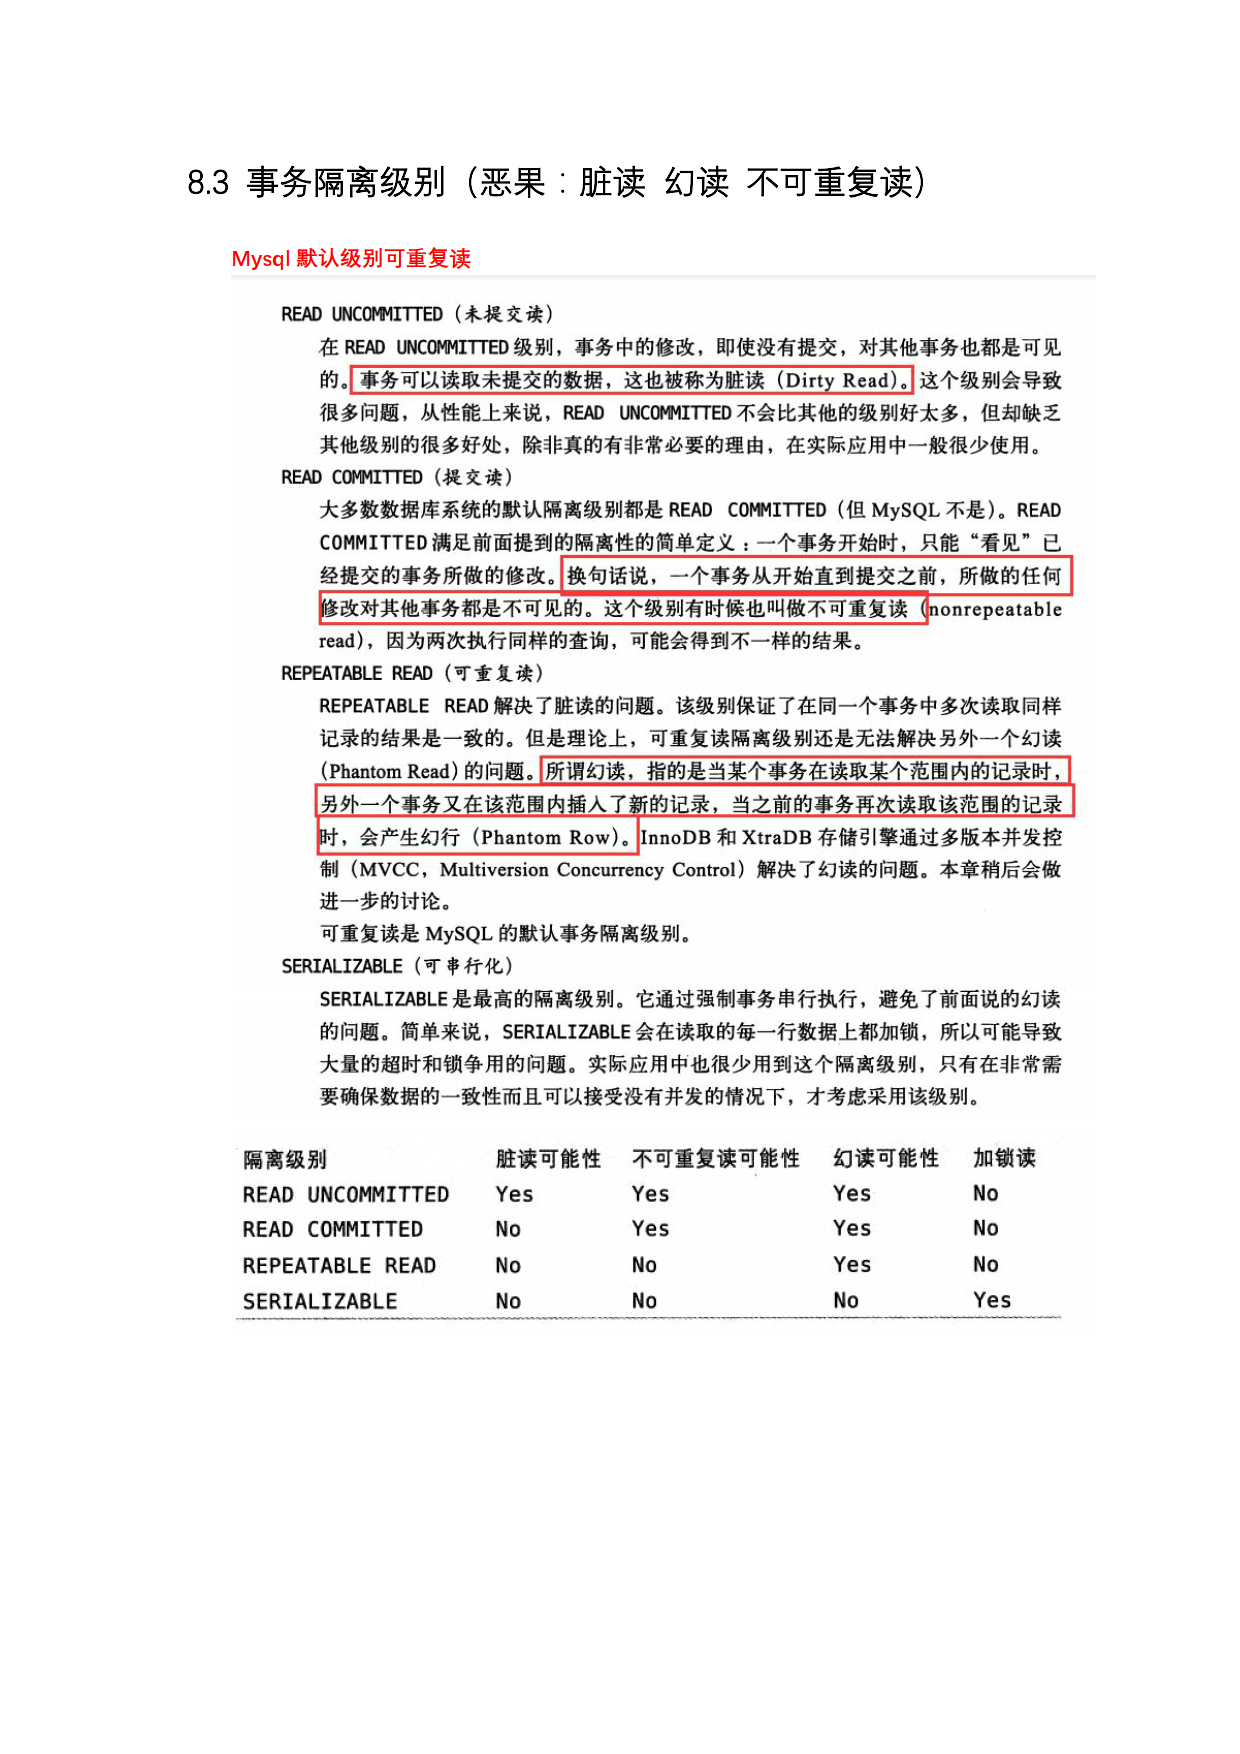 8.3 事务隔离级别（恶果：脏读 幻读 不可重复读）
Mysql 默认级别可重复读
READ UNCOMMITTED（未提交读）
在 READ UNCOMMITTED 级别，事务中的修改，即使没有提交，对其他事务也都是可见
的。事务可以读取未提交的数据，这也被称为脏读（Dirty Read）。这个级别会导致
很多问题，从性能上来说，READ UNCOMMITTED 不会比其他的级别好太多，但却缺乏
其他级别的很多好处，除非真的有非常必要的理由，在实际应用中一般很少使用。
READ COMMITTED（提交读）
大多数数据库系统的默认隔离级别都是 READ COMMITTED（但 MySQL 不是）。READ
COMMITTED 满足前面提到的隔离性的简单定义：一个事务开始时，只能“看见”已
经提交的事务所做的修改。换句话说，一个事务从开始直到提交之前，所做的任何
修改对其他事务都是不可见的。这个级别有时候也叫做不可重复读（nonrepeatable
read），因为两次执行同样的查询，可能会得到不一样的结果。
REPEATABLE READ（可重复读）
REPEATABLE READ 解决了脏读的问题。该级别保证了在同一个事务中多次读取同样
记录的结果是一致的。但是理论上，可重复读隔离级别还是无法解决另外一个幻读
（Phantom Read）的问题。所谓幻读，指的是当某个事务在读取某个范围内的记录时，
另外一个事务又在该范围内插入了新的记录，当之前的事务再次读取该范围的记录
时，会产生幻行（Phantom Row）。InnoDB 和 XtraDB 存储引擎通过多版本并发控
制（MVCC，Multiversion Concurrency Control）解决了幻读的问题。本章稍后会做
进一步的讨论。
可重复读是 MySQL 的默认事务隔离级别。
SERIALIZABLE（可串行化）
SERIALIZABLE 是最高的隔离级别。它通过强制事务串行执行，避免了前面说的幻读
的问题。简单来说，SERIALIZABLE 会在读取的每一行数据上都加锁，所以可能导致
大量的超时和锁争用的问题。实际应用中也很少用到这个隔离级别，只有在非常需
要确保数据的一致性而且可以接受没有并发的情况下，才考虑采用该级别。
隔离级别 脏读可能性 不可重复读可能性 幻读可能性 加锁读
READ UNCOMMITTED Yes Yes Yes No
READ COMMITTED No Yes Yes No
REPEATABLE READ No No Yes No
SERIALIZABLE No No No Yes